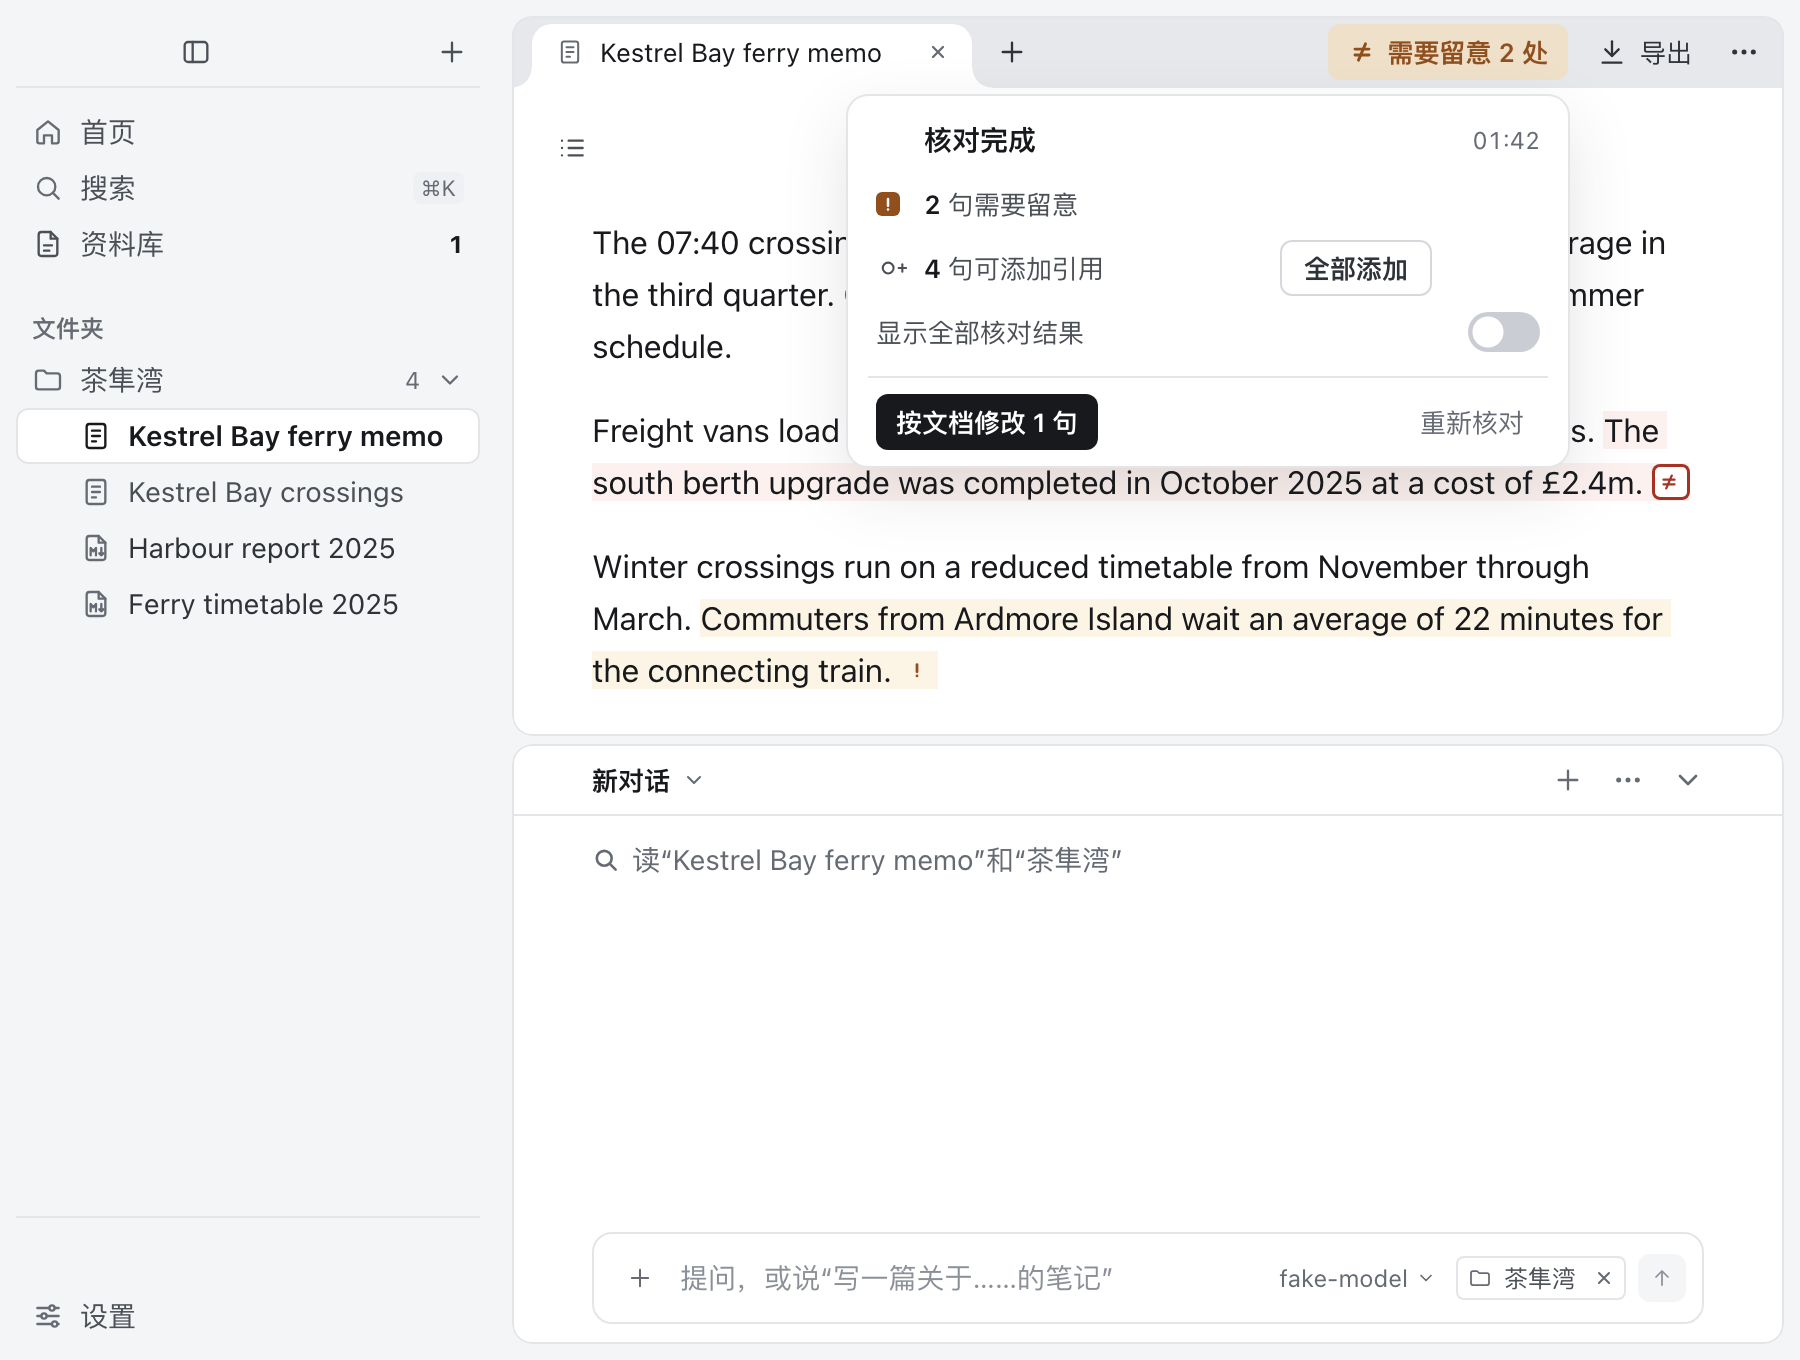 首页
搜索 ⌘K
资料库 1
文件夹
茶隼湾 4
Kestrel Bay ferry memo
Kestrel Bay crossings
Harbour report 2025
Ferry timetable 2025
设置
Kestrel Bay ferry memo
≠ 需要留意 2 处
导出
核对完成 01:42
! 2 句需要留意
4 句可添加引用 全部添加
显示全部核对结果
按文档修改 1 句 重新核对
The 07:40
in
the third quarter.
schedule.
Freight vans load The
south berth upgrade was completed in October 2025 at a cost of £2.4m. ≠
Winter crossings run on a reduced timetable from November through
March. Commuters from Ardmore Island wait an average of 22 minutes for
the connecting train. !
新对话
读“Kestrel Bay ferry memo”和“茶隼湾”
提问，或说“写一篇关于……的笔记” fake-model 茶隼湾